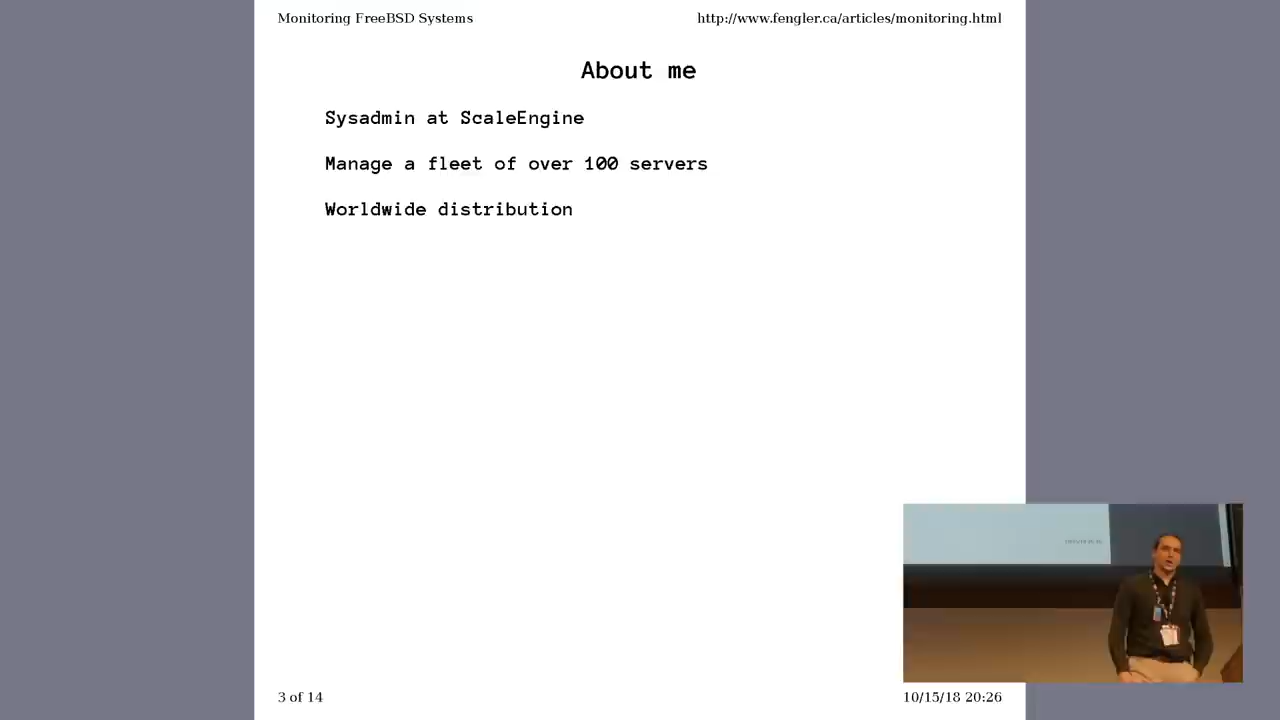 Monitoring FreeBSD Systems
http://www.fengler.ca/articles/monitoring.html
About me
Sysadmin at ScaleEngine
Manage a fleet of over 100 servers
Worldwide distribution
3 of 14
10/15/18 20:26